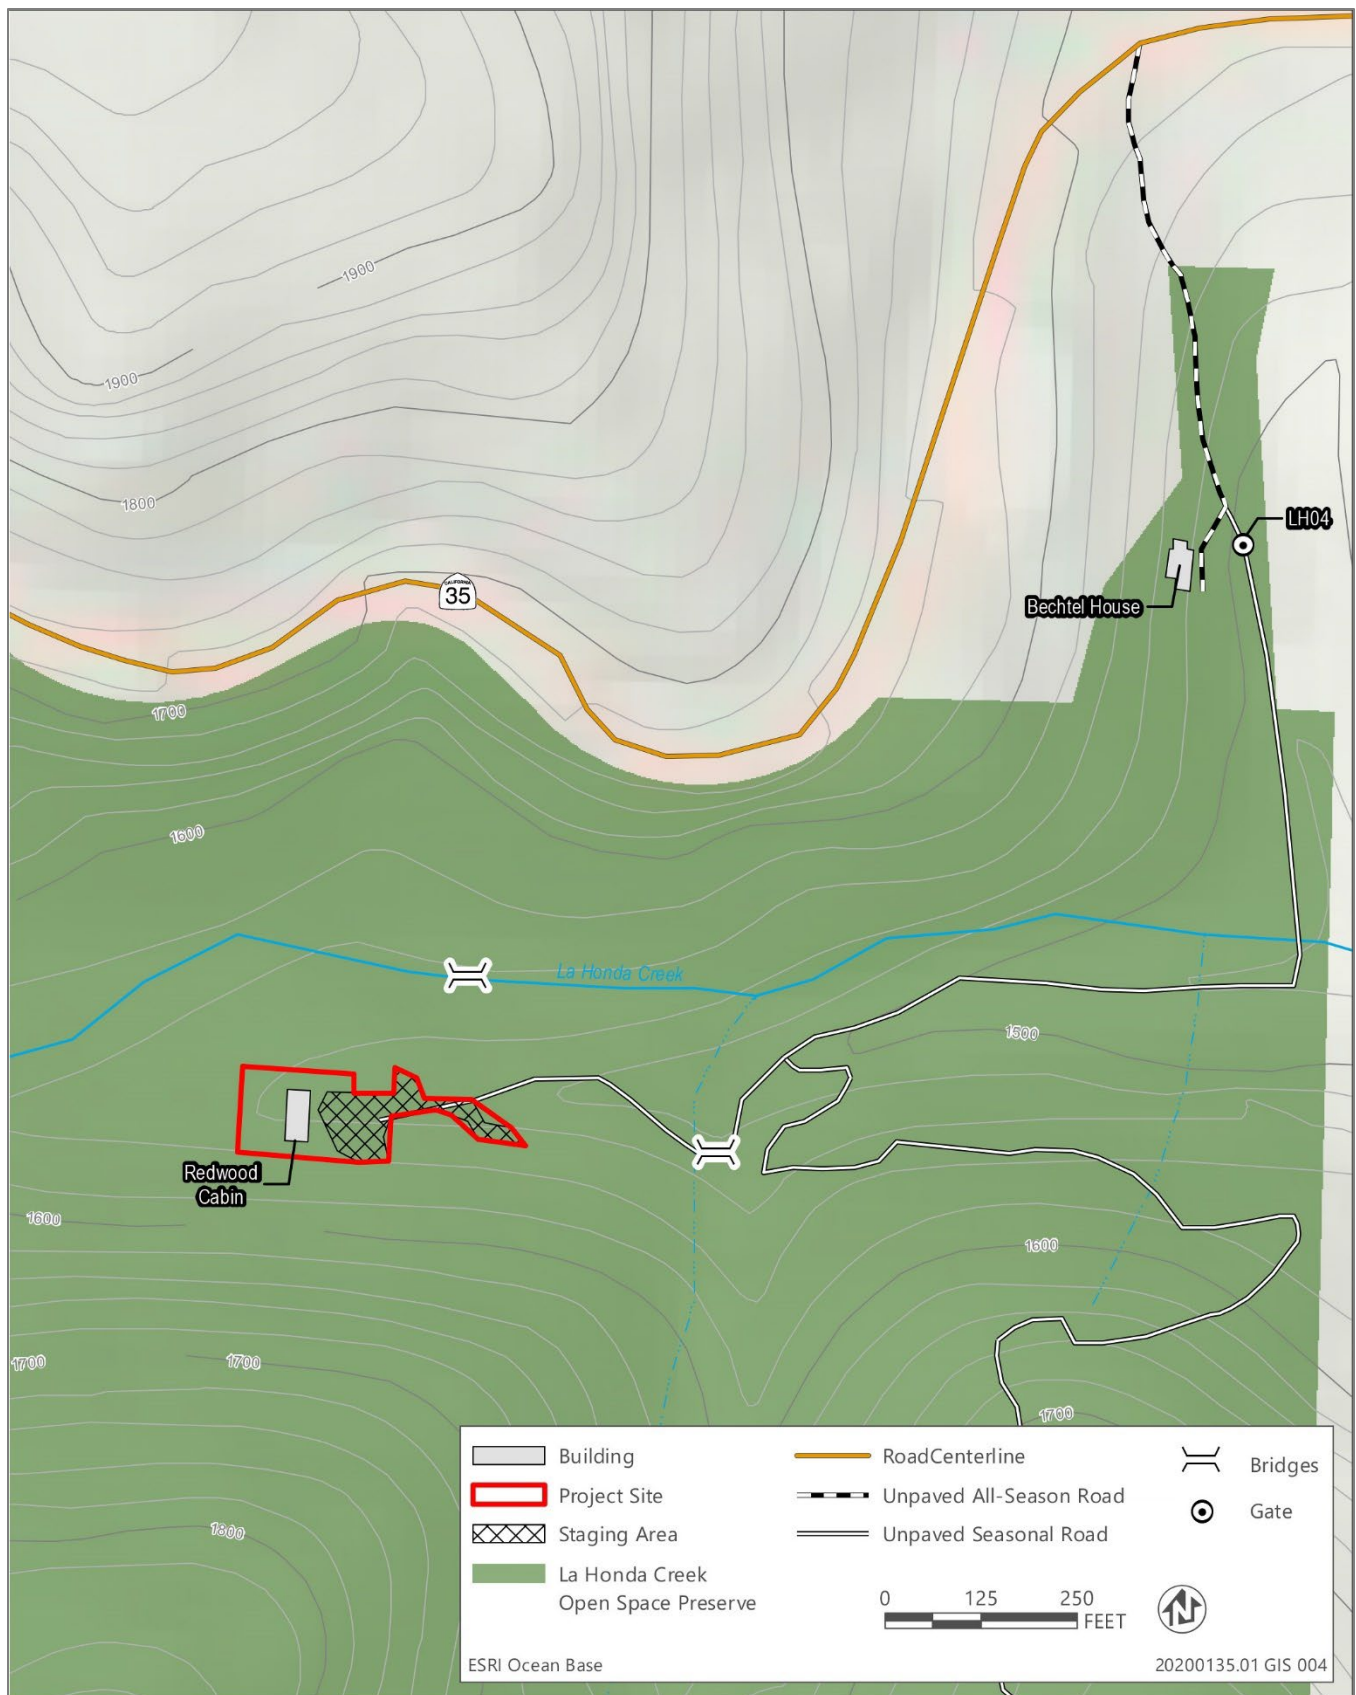 1900
1900
1800
CALIFORNIA
35
LH04
Bechtel House
1700
1600
La Honda Creek
1500
Redwood
Cabin
1600
1600
1700
1700
1700
1800
Building
Project Site
Staging Area
La Honda Creek
Open Space Preserve
RoadCenterline
Unpaved All-Season Road
Unpaved Seasonal Road
Bridges
Gate
0 125 250
FEET
N
ESRI Ocean Base
20200135.01 GIS 004